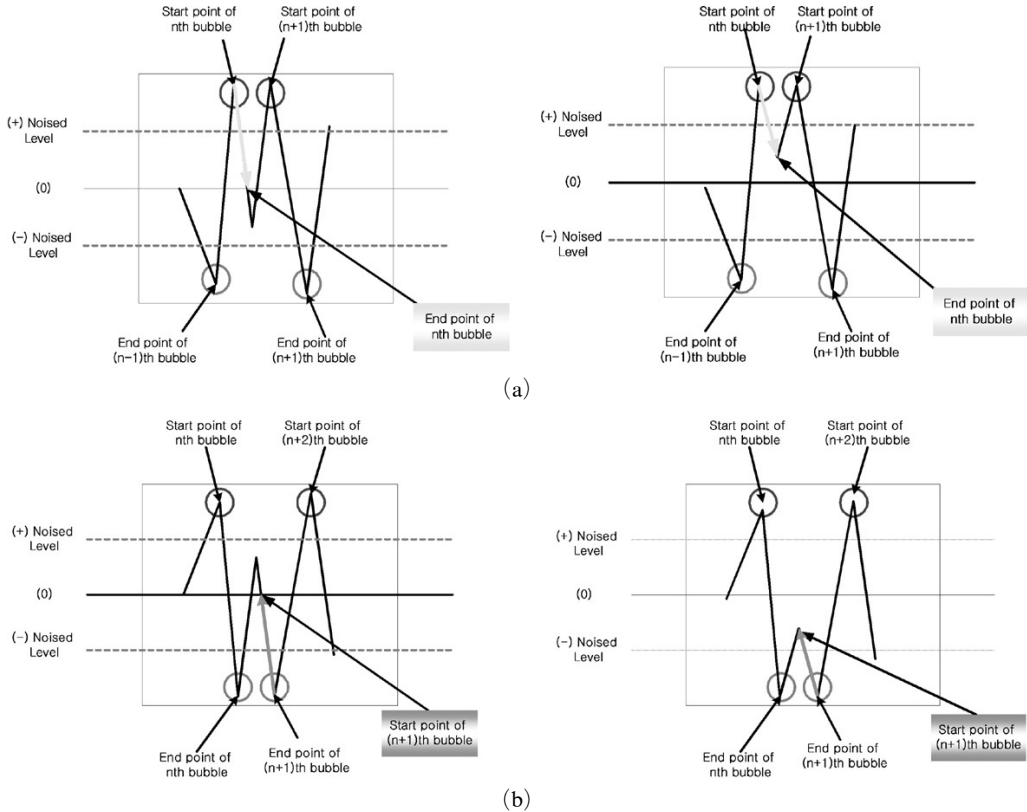 Start point of
nth bubble
Start point of
(n+1)th bubble
(+) Noised
Level
(0)
(−) Noised
Level
End point of
nth bubble
End point of
(n−1)th bubble
End point of
(n+1)th bubble
Start point of
nth bubble
Start point of
(n+1)th bubble
(+) Noised
Level
(0)
(−) Noised
Level
End point of
nth bubble
End point of
(n−1)th bubble
End point of
(n+1)th bubble
(a)
Start point of
nth bubble
Start point of
(n+2)th bubble
(+) Noised
Level
(0)
(−) Noised
Level
Start point of
(n+1)th bubble
End point of
nth bubble
End point of
(n+1)th bubble
Start point of
nth bubble
Start point of
(n+2)th bubble
(+) Noised
Level
(0)
(−) Noised
Level
Start point of
(n+1)th bubble
End point of
nth bubble
End point of
(n+1)th bubble
(b)